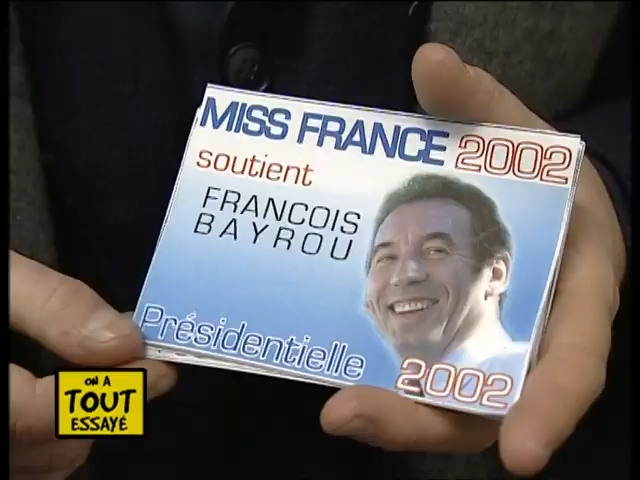 MISS FRANCE 2002
soutient
FRANCOIS
BAYROU
Présidentielle
2002
ON A
TOUT
ESSAYÉ